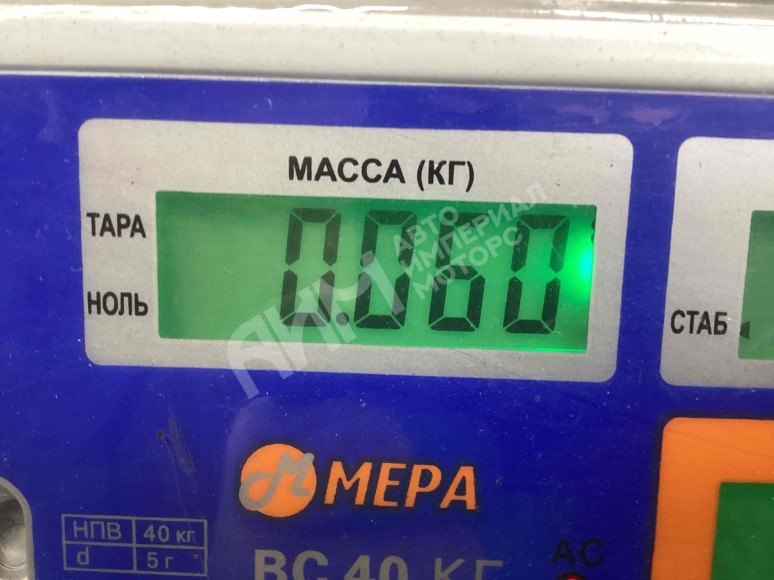 МАССА (КГ)
ТАРА
0.060
НОЛЬ
СТАБ
АИМ
АВТО
ИМПЕРИАЛ
МОТОРС
М МЕРА
НПВ 40 кг.
d 5 г
ВС 40 КГ
АС